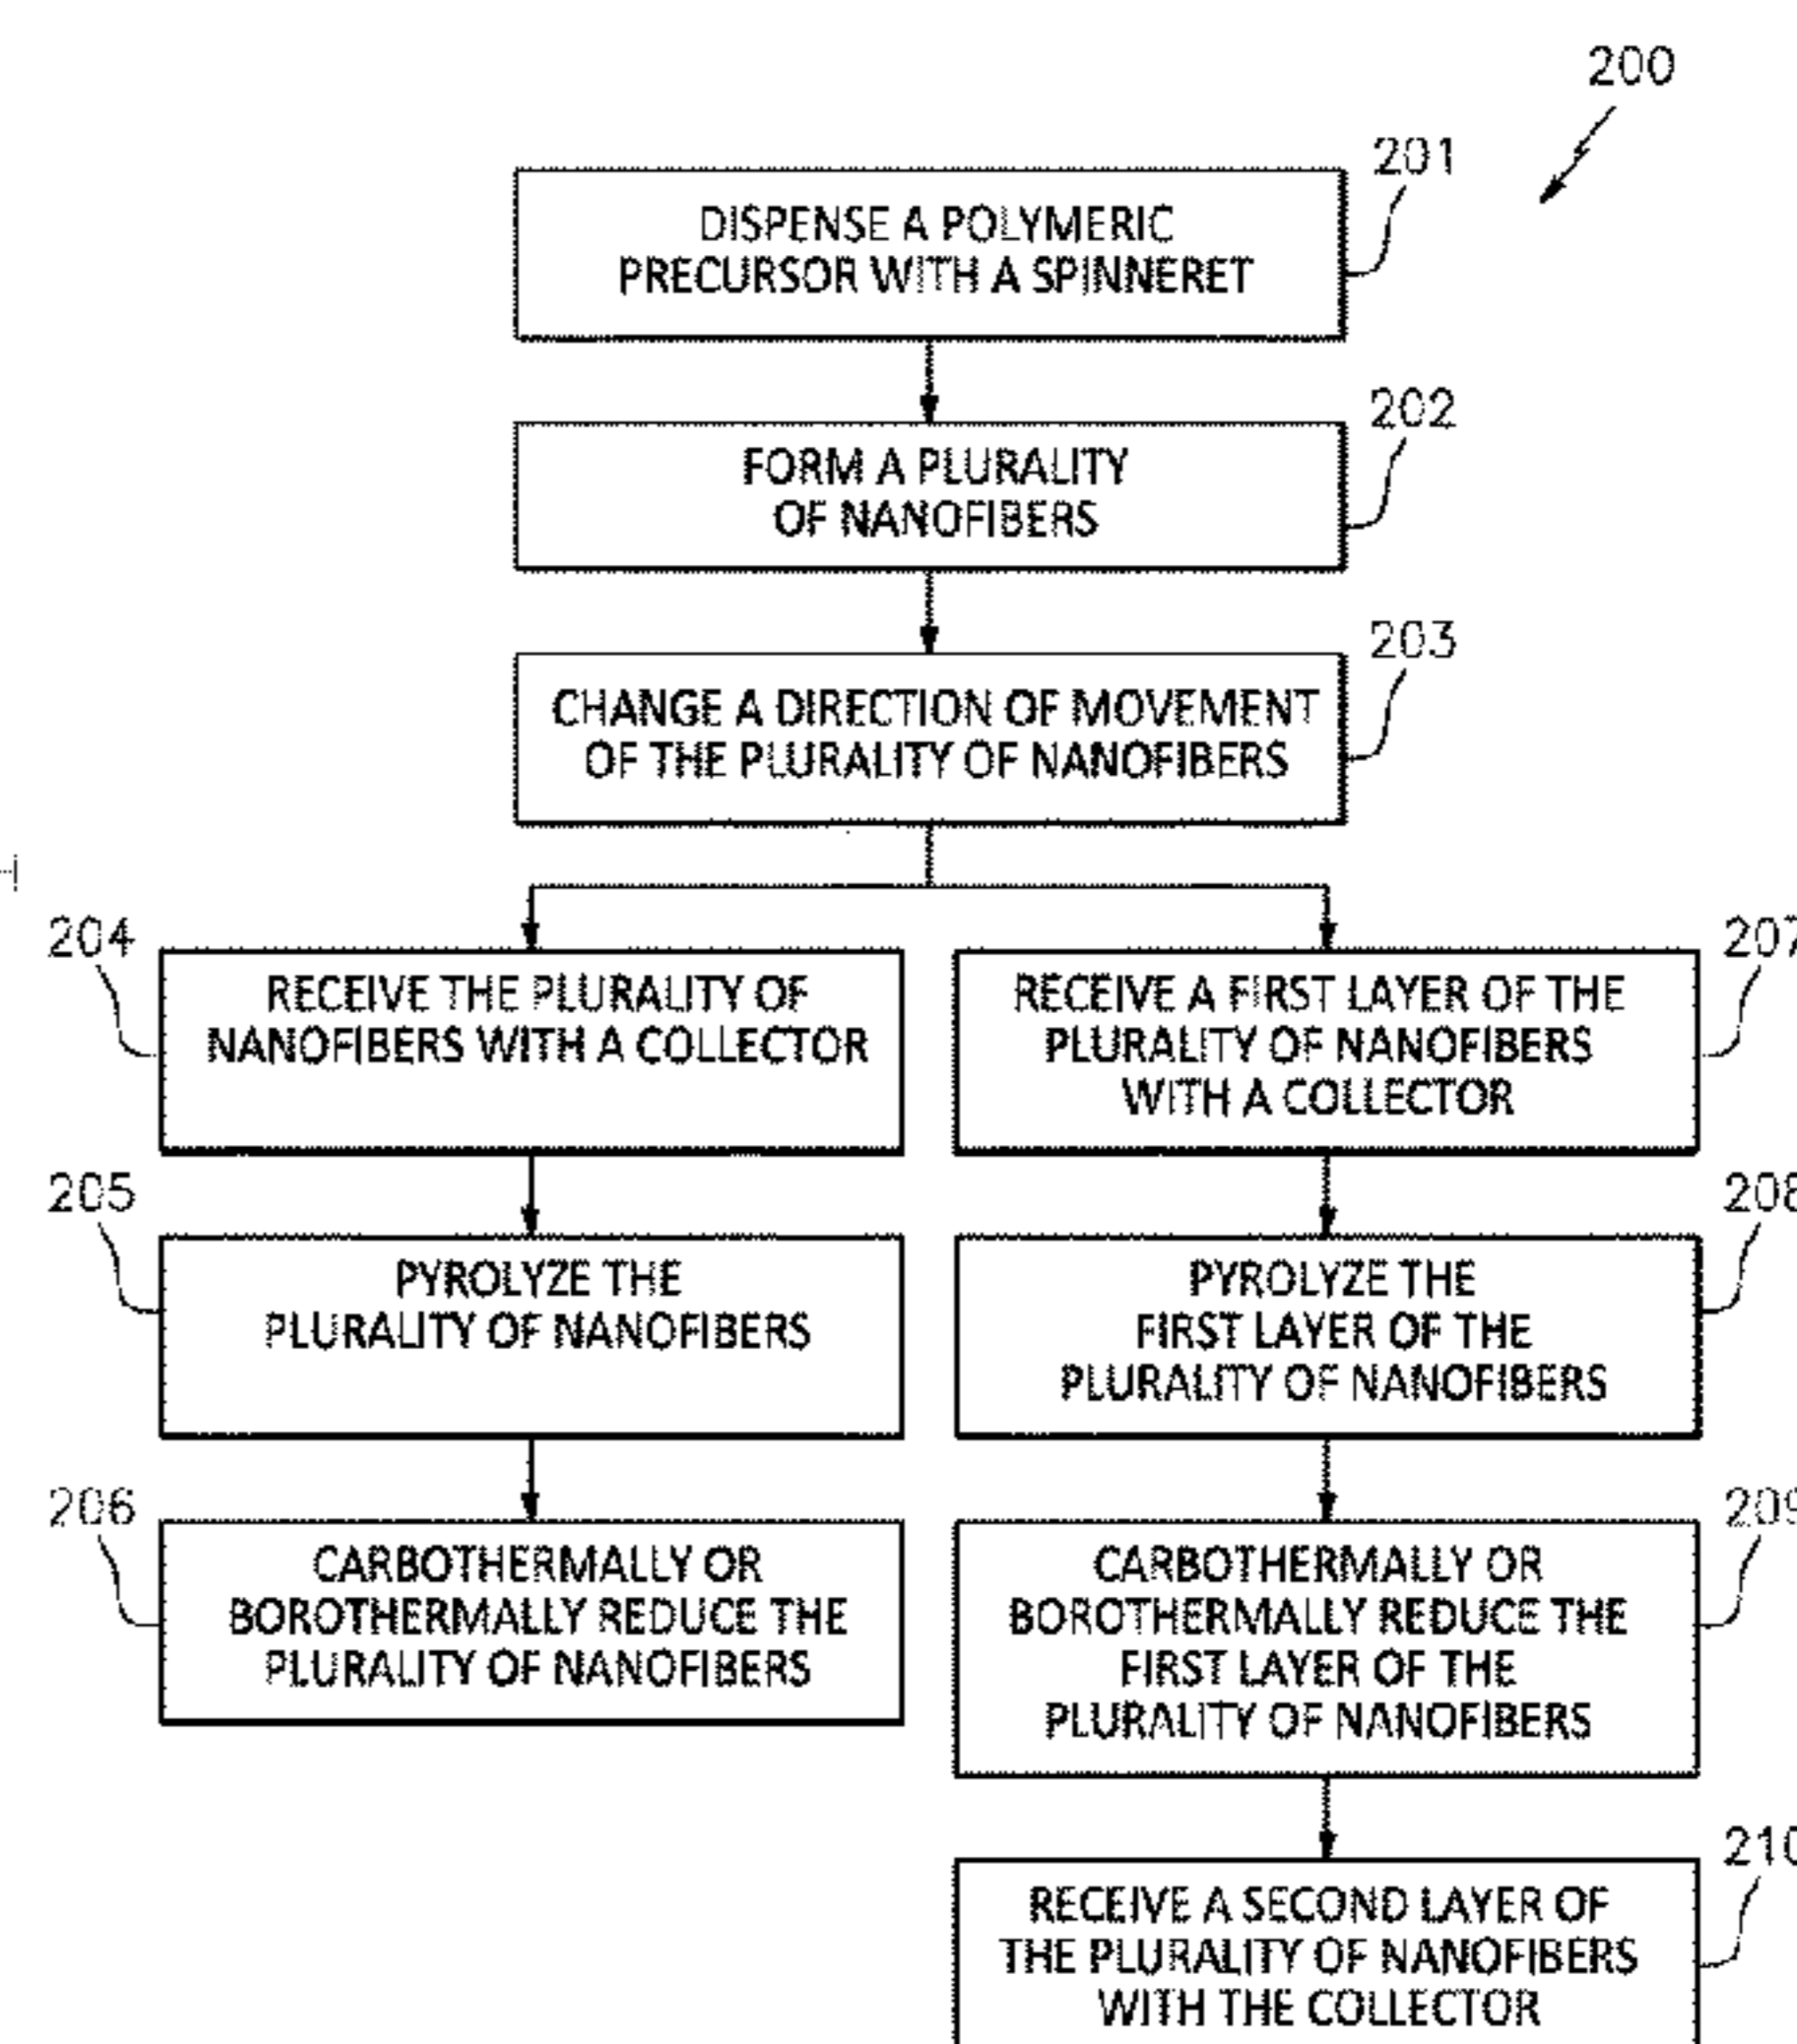 200
201
DISPENSE A POLYMERIC
PRECURSOR WITH A SPINNERET
202
FORM A PLURALITY
OF NANOFIBERS
203
CHANGE A DIRECTION OF MOVEMENT
OF THE PLURALITY OF NANOFIBERS
204
RECEIVE THE PLURALITY OF
NANOFIBERS WITH A COLLECTOR
205
PYROLYZE THE
PLURALITY OF NANOFIBERS
206
CARBOTHERMALLY OR
BOROTHERMALLY REDUCE THE
PLURALITY OF NANOFIBERS
207
RECEIVE A FIRST LAYER OF THE
PLURALITY OF NANOFIBERS
WITH A COLLECTOR
208
PYROLYZE THE
FIRST LAYER OF THE
PLURALITY OF NANOFIBERS
209
CARBOTHERMALLY OR
BOROTHERMALLY REDUCE THE
FIRST LAYER OF THE
PLURALITY OF NANOFIBERS
210
RECEIVE A SECOND LAYER OF
THE PLURALITY OF NANOFIBERS
WITH THE COLLECTOR